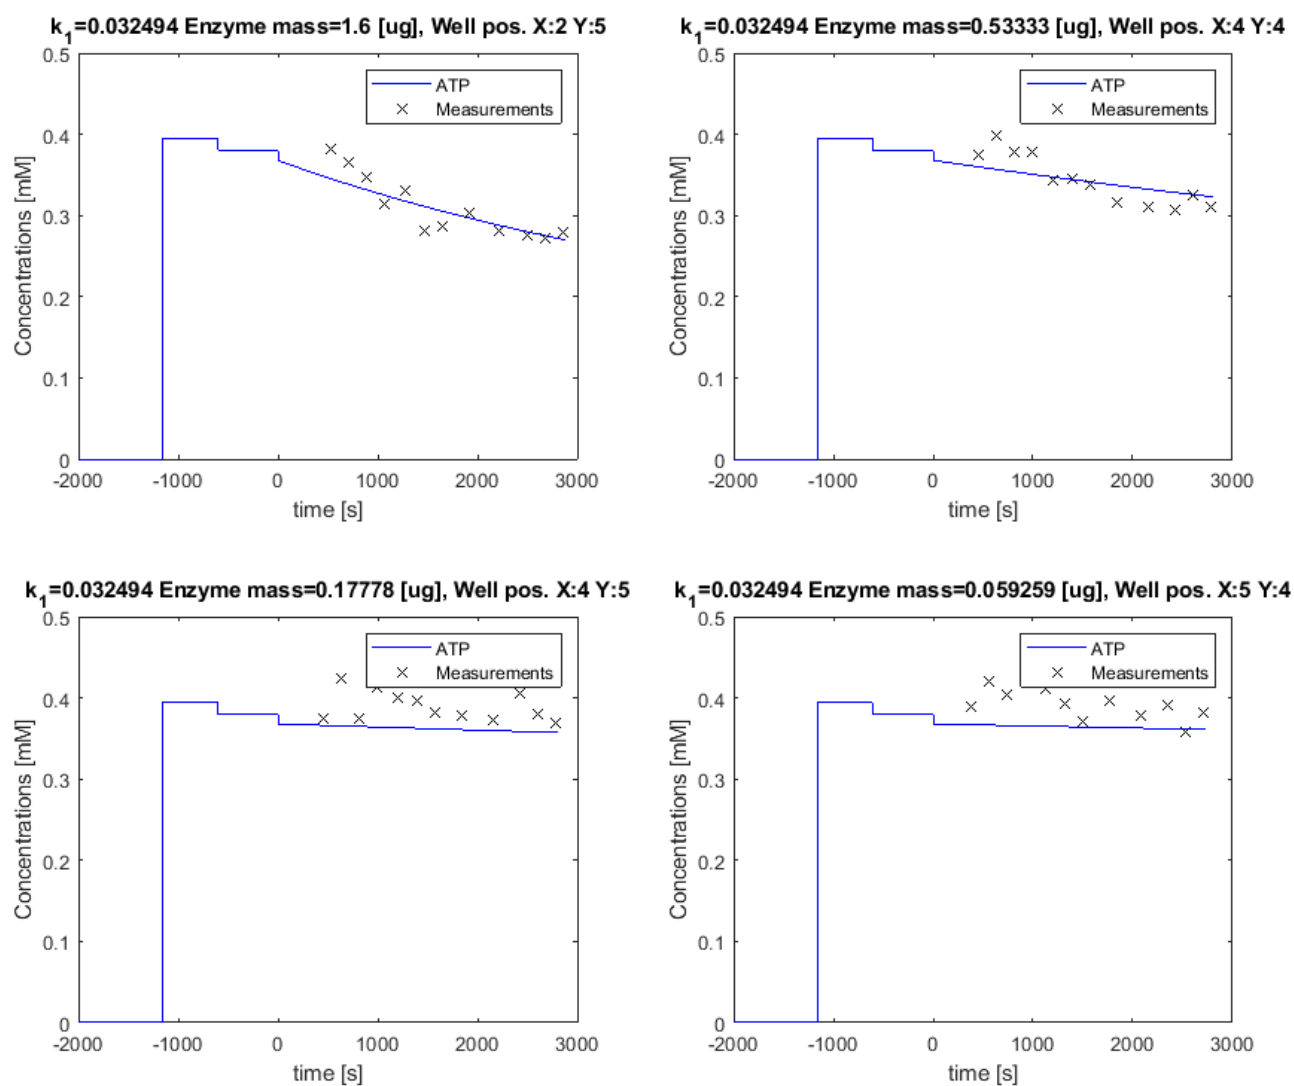 k1=0.032494 Enzyme mass=1.6 [ug], Well pos. X:2 Y:5
0.5
0.4
0.3
0.2
0.1
0
Concentrations [mM]
ATP
Measurements
-2000 -1000 0 1000 2000 3000
time [s]
k1=0.032494 Enzyme mass=0.53333 [ug], Well pos. X:4 Y:4
0.5
0.4
0.3
0.2
0.1
0
Concentrations [mM]
ATP
Measurements
-2000 -1000 0 1000 2000 3000
time [s]
k1=0.032494 Enzyme mass=0.17778 [ug], Well pos. X:4 Y:5
0.5
0.4
0.3
0.2
0.1
0
Concentrations [mM]
ATP
Measurements
-2000 -1000 0 1000 2000 3000
time [s]
k1=0.032494 Enzyme mass=0.059259 [ug], Well pos. X:5 Y:4
0.5
0.4
0.3
0.2
0.1
0
Concentrations [mM]
ATP
Measurements
-2000 -1000 0 1000 2000 3000
time [s]